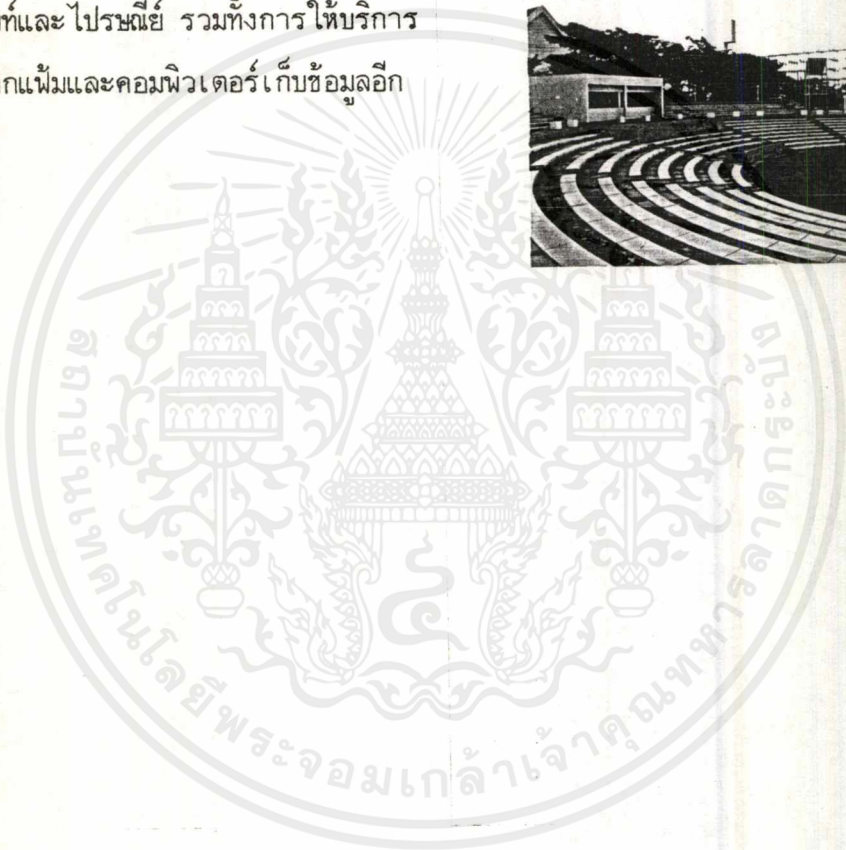 ท์และไปรษณีย์ รวมทั้งการให้บริการ
กแฟ้มและคอมพิวเตอร์เก็บข้อมูลอีก
สถาบันเทคโนโลยีพระจอมเกล้าเจ้าคุณทหารลาดกระบัง